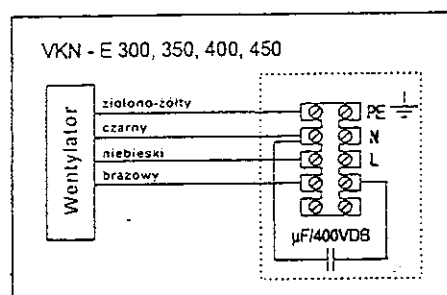 VKN - E 300, 350, 400, 450
Wentylator
zielono-żółty
czarny
niebieski
brązowy
PE
N
L
µF/400VDB